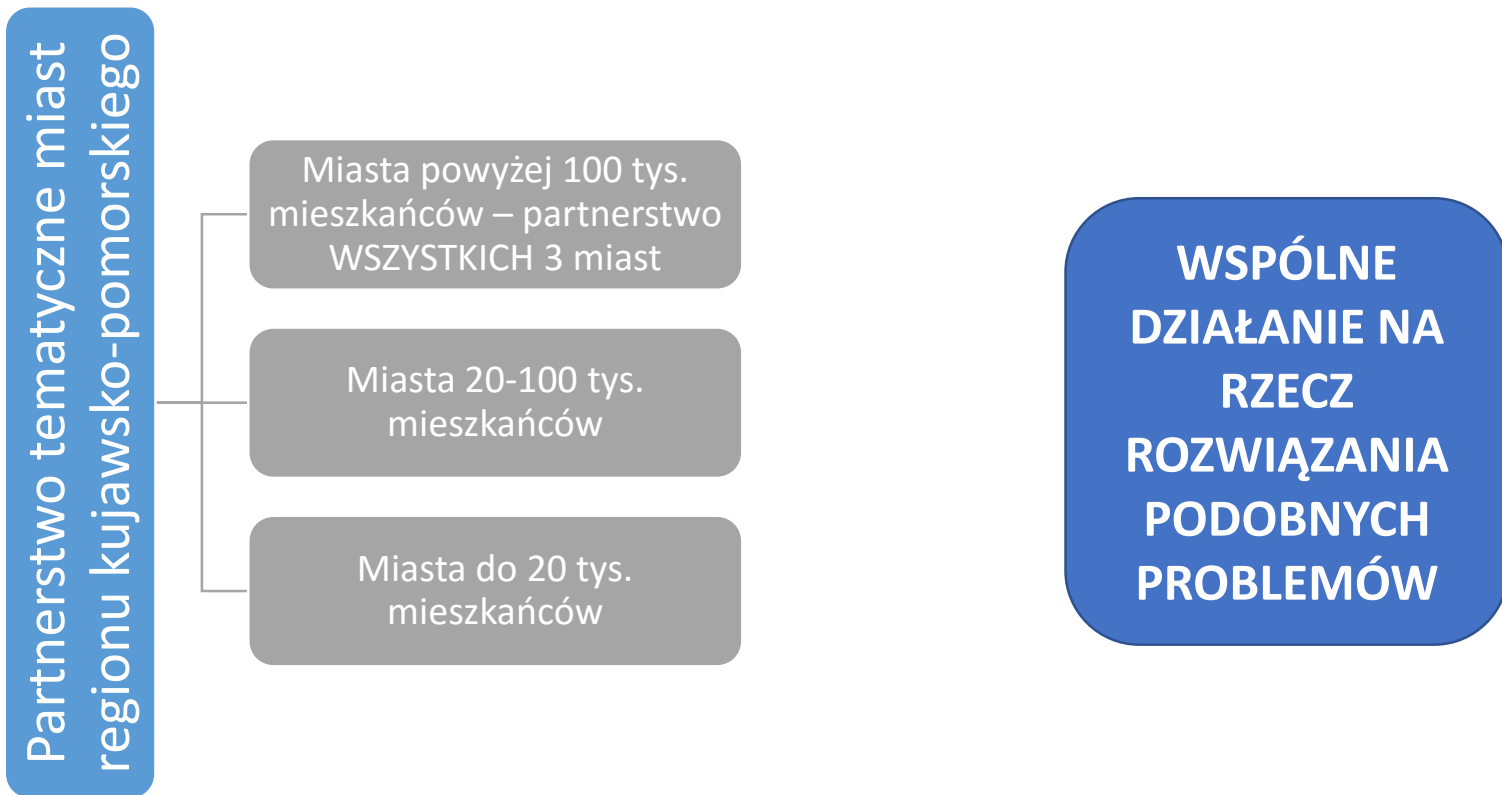 Partnerstwo tematyczne miast
regionu kujawsko-pomorskiego
Miasta powyżej 100 tys.
mieszkańców – partnerstwo
WSZYSTKICH 3 miast
Miasta 20-100 tys.
mieszkańców
Miasta do 20 tys.
mieszkańców
WSPÓLNE
DZIAŁANIE NA
RZECZ
ROZWIĄZANIA
PODOBNYCH
PROBLEMÓW